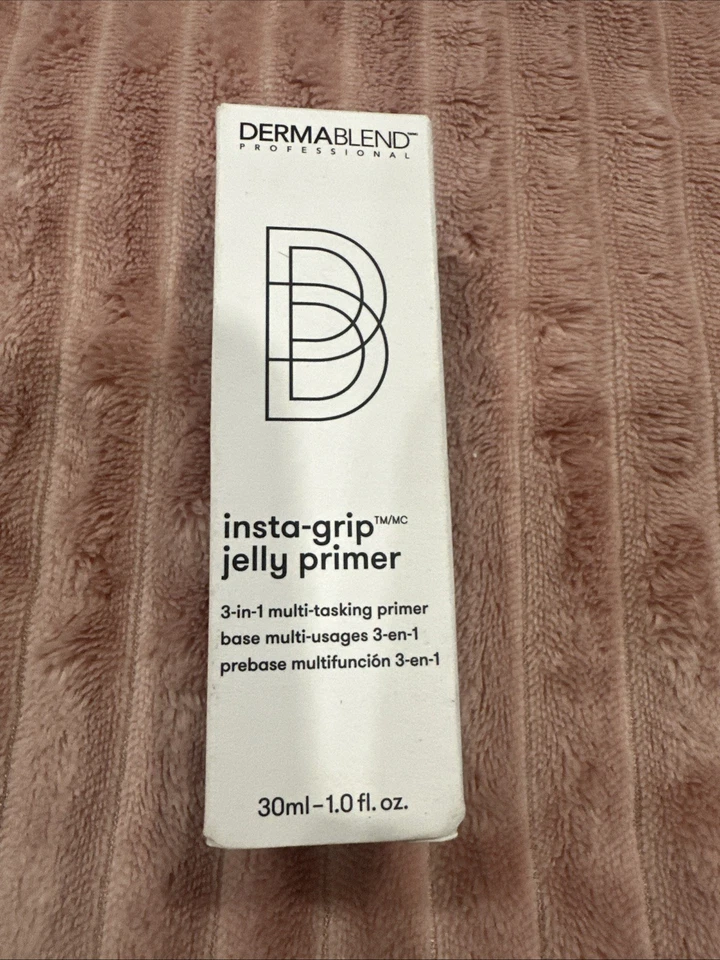 DERMABLEND™
PROFESSIONAL
insta-grip™/MC
jelly primer
3-in-1 multi-tasking primer
base multi-usages 3-en-1
prebase multifunción 3-en-1
30ml-1.0 fl. oz.